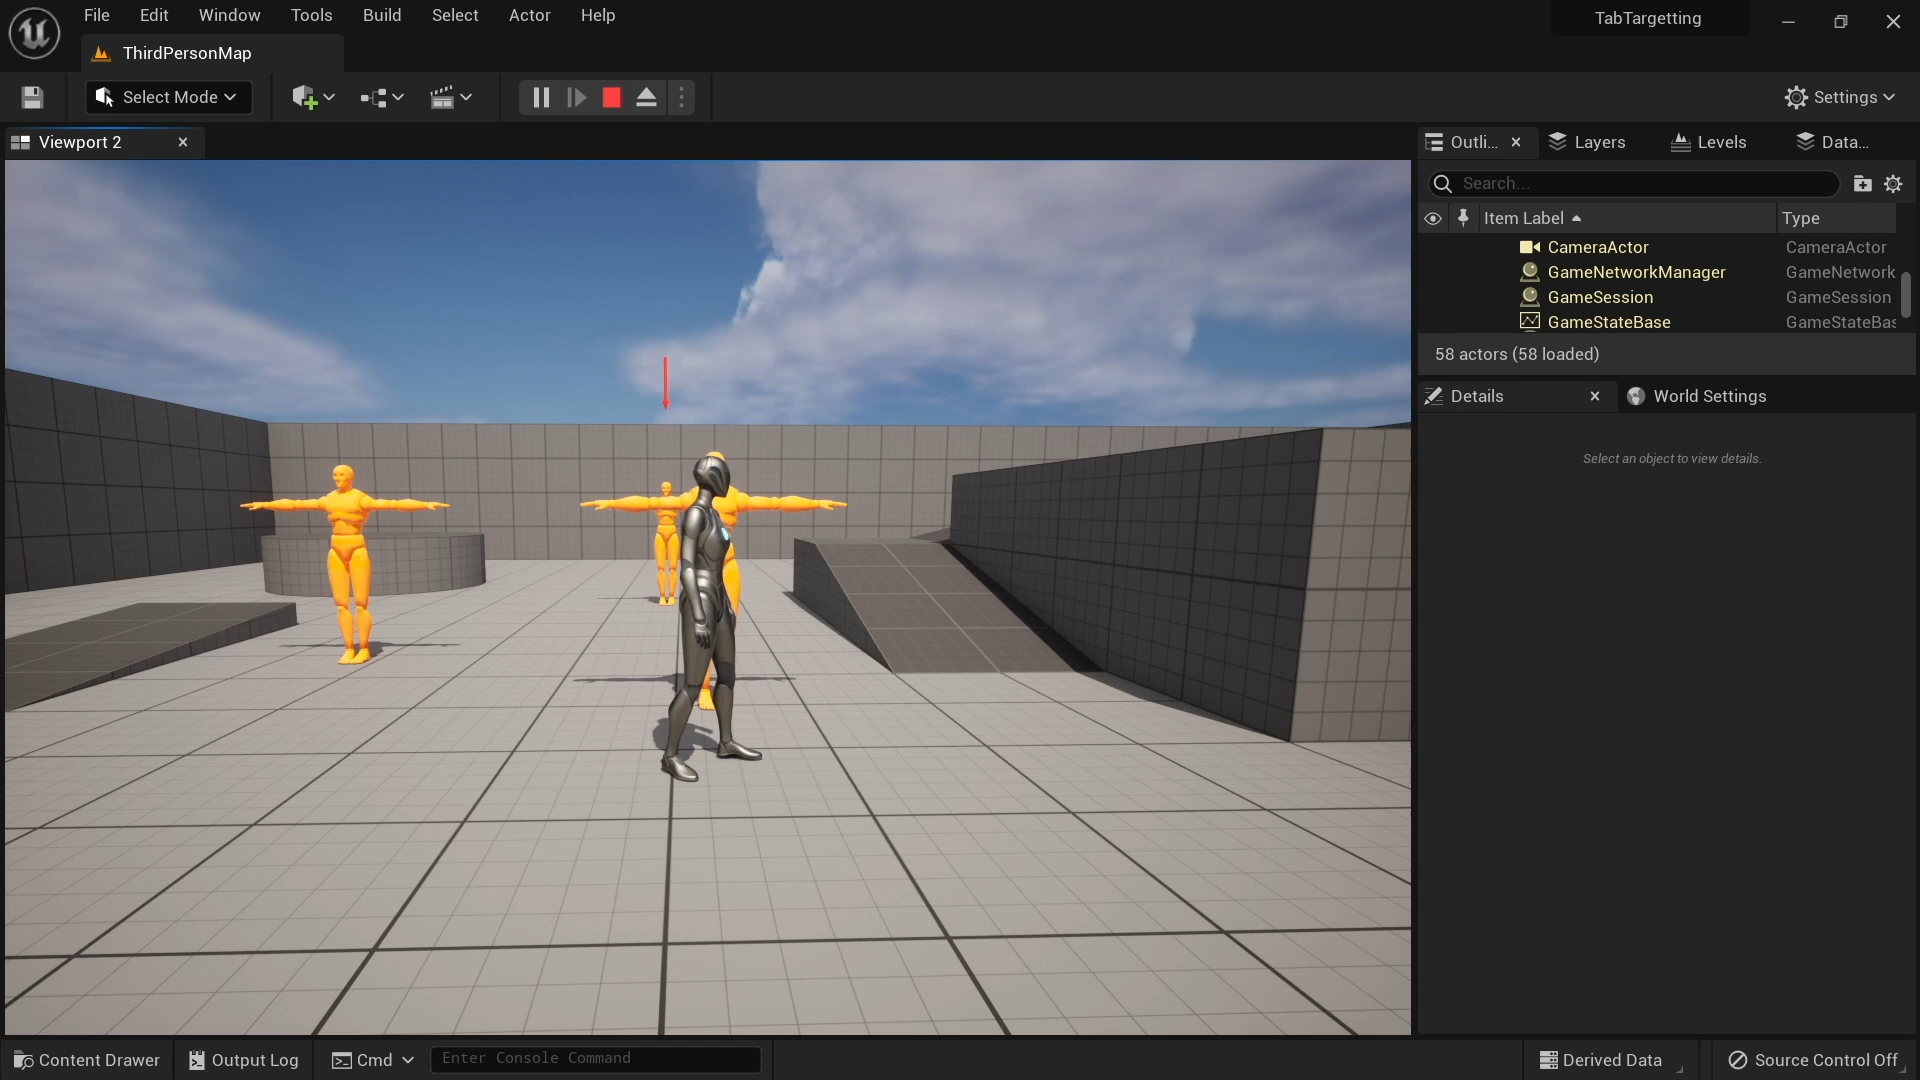 File Edit Window Tools Build Select Actor Help
TabTargetting
ThirdPersonMap
Select Mode
Settings
Viewport 2
Outli... Layers Levels Data...
Search...
Item Label Type
CameraActor CameraActor
GameNetworkManager GameNetwork
GameSession GameSession
GameStateBase GameStateBas
58 actors (58 loaded)
Details World Settings
Select an object to view details.
Content Drawer Output Log Cmd Enter Console Command Derived Data Source Control Off